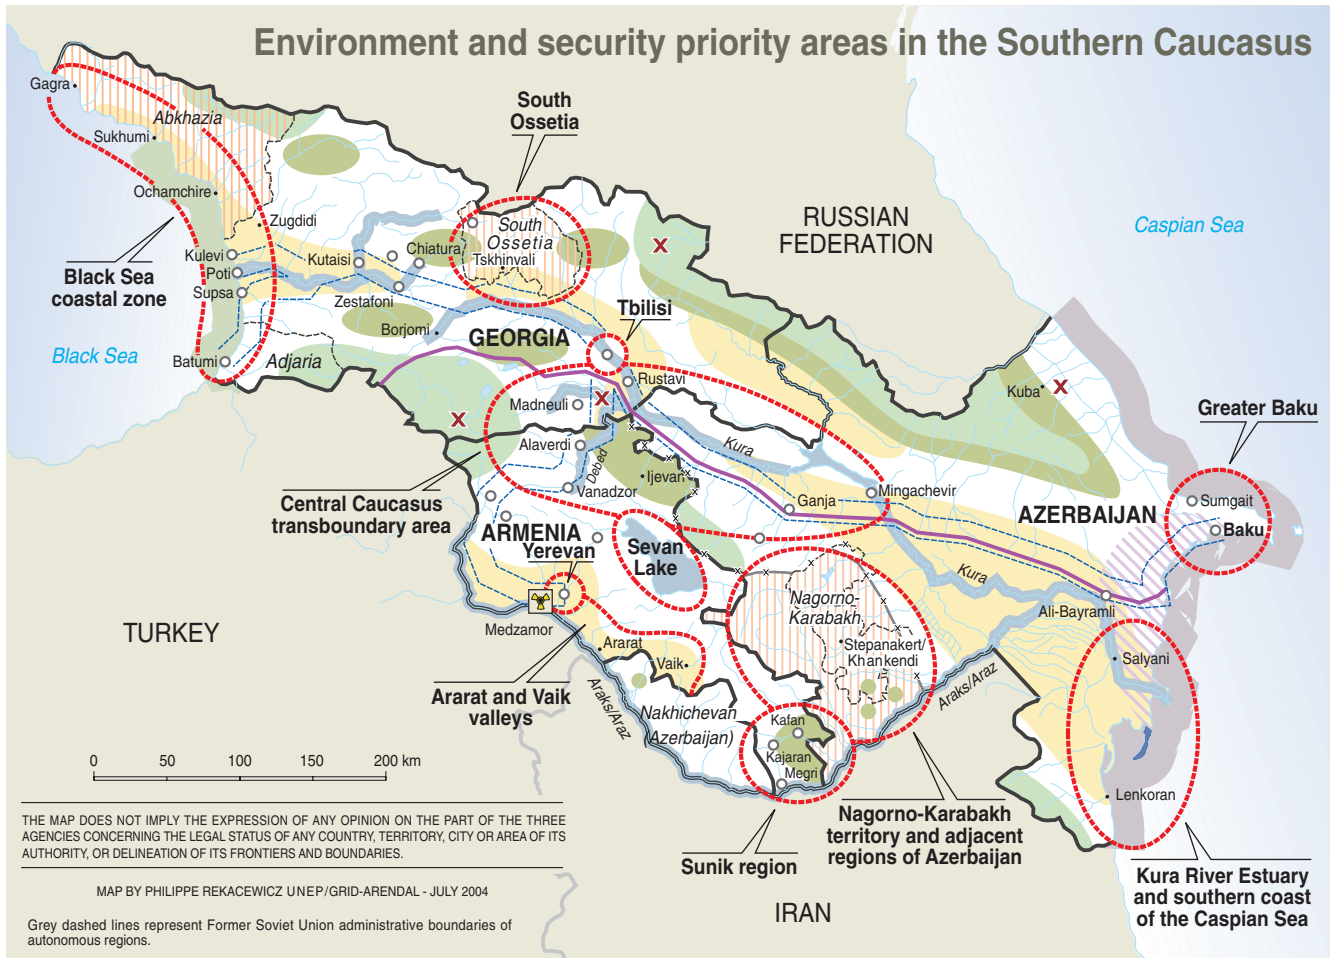 Environment and security priority areas in the Southern Caucasus
Gagra
Abkhazia
Sukhumi
Ochamchire
Zugdidi
South
Ossetia
RUSSIAN
FEDERATION
Caspian Sea
Black Sea
coastal zone
Kulevi
Poti
Supsa
Kutaisi
Chiatura
South
Ossetia
Tskhinvali
Zestafoni
Borjomi
GEORGIA
Tbilisi
Black Sea
Batumi
Adjaria
Rustavi
Madneuli
X
X
X
X
Kuba
Greater Baku
Alaverdi
Debed
Kura
Ijevan
Vanadzor
Ganja
Mingachevir
Sumgait
Baku
Central Caucasus
transboundary area
ARMENIA
Yerevan
Sevan
Lake
AZERBAIJAN
Kura
Ali-Bayramli
Nagorno-
Karabakh
Stepanakert/
Khankendi
Salyani
TURKEY
Medzamor
Ararat
Vaik
Ararat and Vaik
valleys
Araks/Araz
Araks/Araz
Nakhichevan
(Azerbaijan)
Kafan
Kajaran
Megri
Lenkoran
0
50
100
150
200 km
Sunik region
Nagorno-Karabakh
territory and adjacent
regions of Azerbaijan
Kura River Estuary
and southern coast
of the Caspian Sea
IRAN
THE MAP DOES NOT IMPLY THE EXPRESSION OF ANY OPINION ON THE PART OF THE THREE
AGENCIES CONCERNING THE LEGAL STATUS OF ANY COUNTRY, TERRITORY, CITY OR AREA OF ITS
AUTHORITY, OR DELINEATION OF ITS FRONTIERS AND BOUNDARIES.
MAP BY PHILIPPE REKACEWICZ UNEP/GRID-ARENDAL - JULY 2004
Grey dashed lines represent Former Soviet Union administrative boundaries of
autonomous regions.